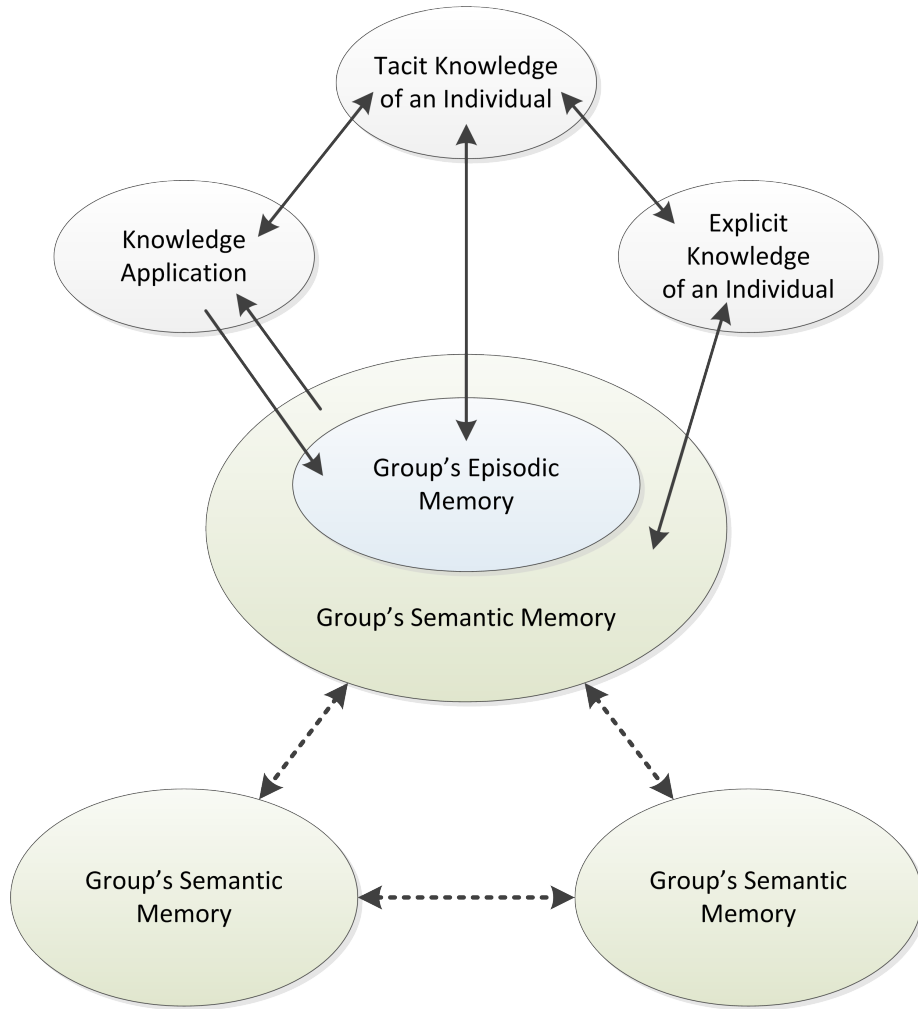 Tacit Knowledge
of an Individual
Knowledge
Application
Explicit
Knowledge
of an Individual
Group’s Episodic
Memory
Group’s Semantic Memory
Group’s Semantic
Memory
Group’s Semantic
Memory